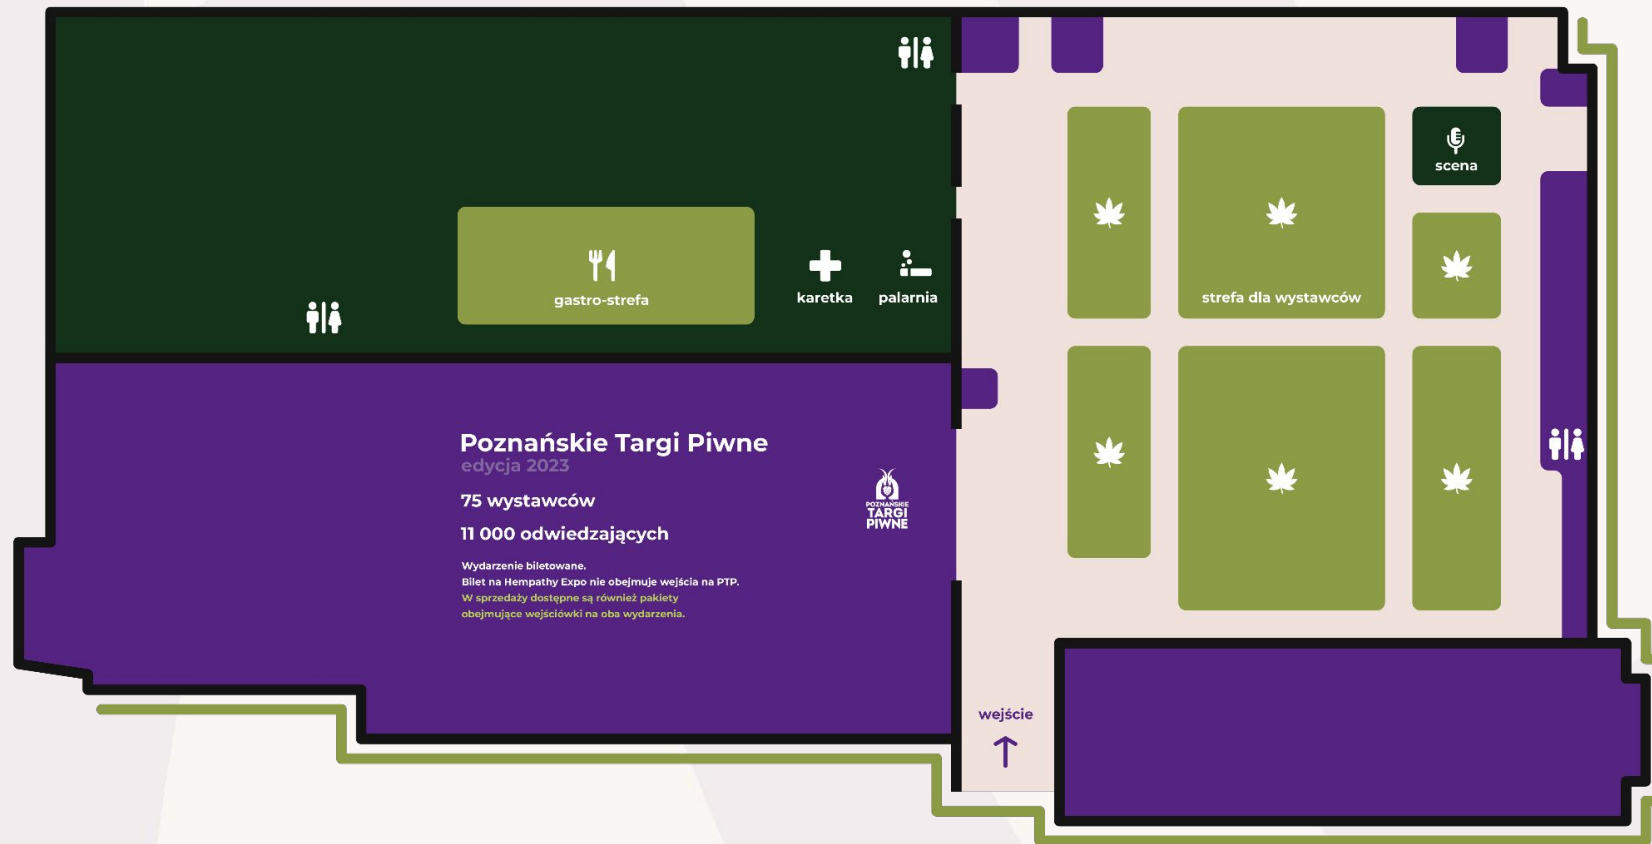 scena
gastro-strefa
karetka
palarnia
strefa dla wystawców
Poznańskie Targi Piwne
edycja 2023
75 wystawców
11 000 odwiedzających
POZNAŃSKIE
TARGI
PIWNE
Wydarzenie biletowane.
Bilet na Hempathy Expo nie obejmuje wejścia na PTP.
W sprzedaży dostępne są również pakiety
obejmujące wejściówki na oba wydarzenia.
wejście